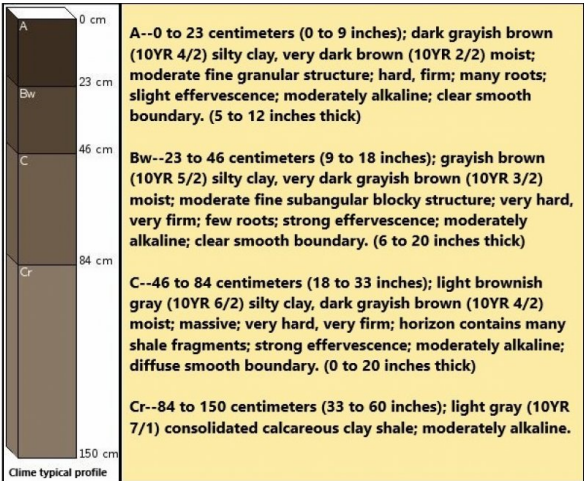 A
0 cm
23 cm
Bw
46 cm
C
84 cm
Cr
150 cm
Clime typical profile
A--0 to 23 centimeters (0 to 9 inches); dark grayish brown
(10YR 4/2) silty clay, very dark brown (10YR 2/2) moist;
moderate fine granular structure; hard, firm; many roots;
slight effervescence; moderately alkaline; clear smooth
boundary. (5 to 12 inches thick)
Bw--23 to 46 centimeters (9 to 18 inches); grayish brown
(10YR 5/2) silty clay, very dark grayish brown (10YR 3/2)
moist; moderate fine subangular blocky structure; very hard,
very firm; few roots; strong effervescence; moderately
alkaline; clear smooth boundary. (6 to 20 inches thick)
C--46 to 84 centimeters (18 to 33 inches); light brownish
gray (10YR 6/2) silty clay, dark grayish brown (10YR 4/2)
moist; massive; very hard, very firm; horizon contains many
shale fragments; strong effervescence; moderately alkaline;
diffuse smooth boundary. (0 to 20 inches thick)
Cr--84 to 150 centimeters (33 to 60 inches); light gray (10YR
7/1) consolidated calcareous clay shale; moderately alkaline.